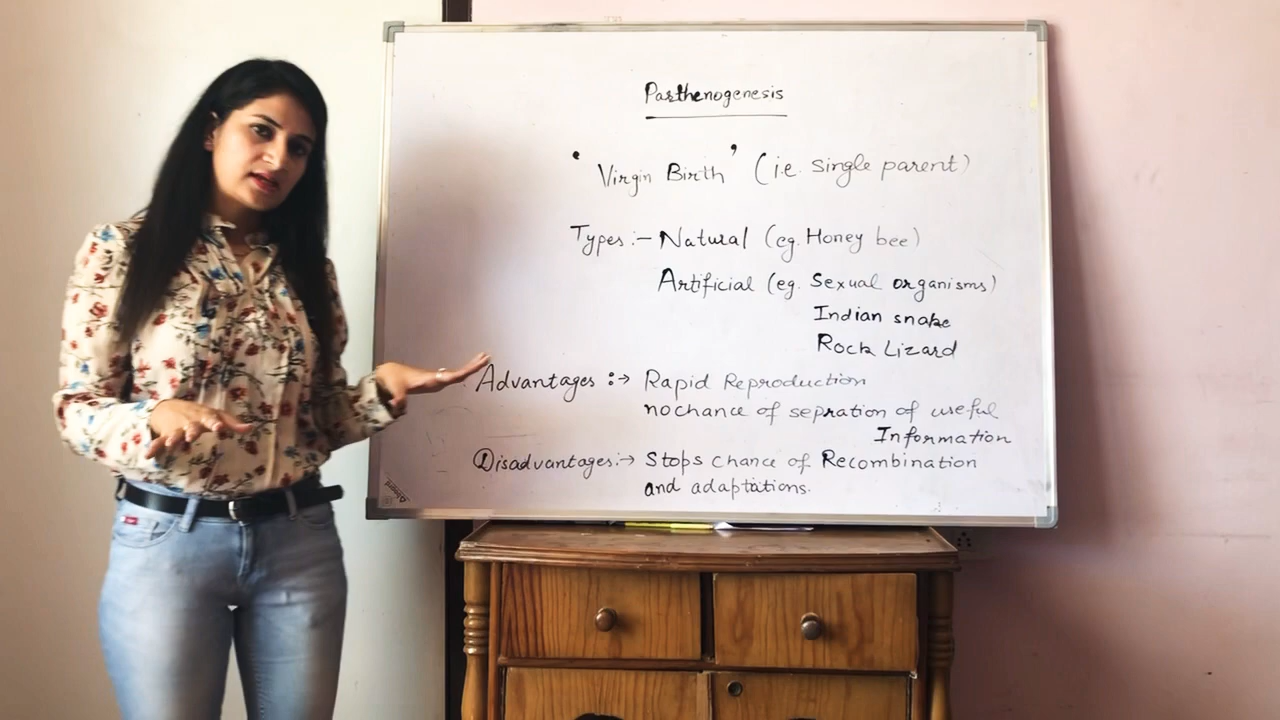 Parthenogenesis
'Virgin Birth' (i.e. single parent)
Types :- Natural (eg. Honey bee)
Artificial (eg. Sexual organisms)
Indian snake
Rock Lizard
Advantages :→ Rapid Reproduction
no chance of sepration of useful
Information
Disadvantages :→ Stops chance of Recombination
and adaptations.